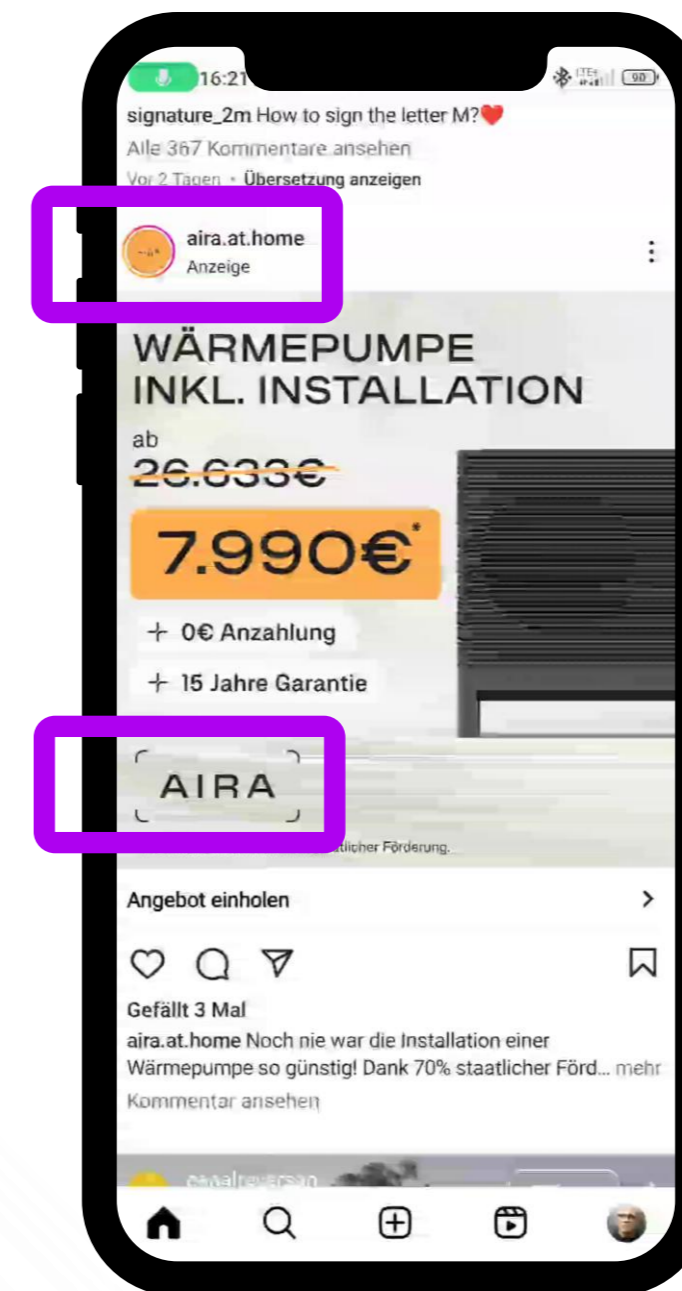 16:21
LTE+
90
signature_2m How to sign the letter M?❤️
Alle 367 Kommentare ansehen
Vor 2 Tagen • Übersetzung anzeigen
aira.at.home
Anzeige
WÄRMEPUMPE
INKL. INSTALLATION
ab
26.633€
7.990€*
0€ Anzahlung
15 Jahre Garantie
AIRA
Förderung.
Angebot einholen
Gefällt 3 Mal
aira.at.home Noch nie war die Installation einer
Wärmepumpe so günstig! Dank 70% staatlicher Förd... mehr
Kommentar ansehen